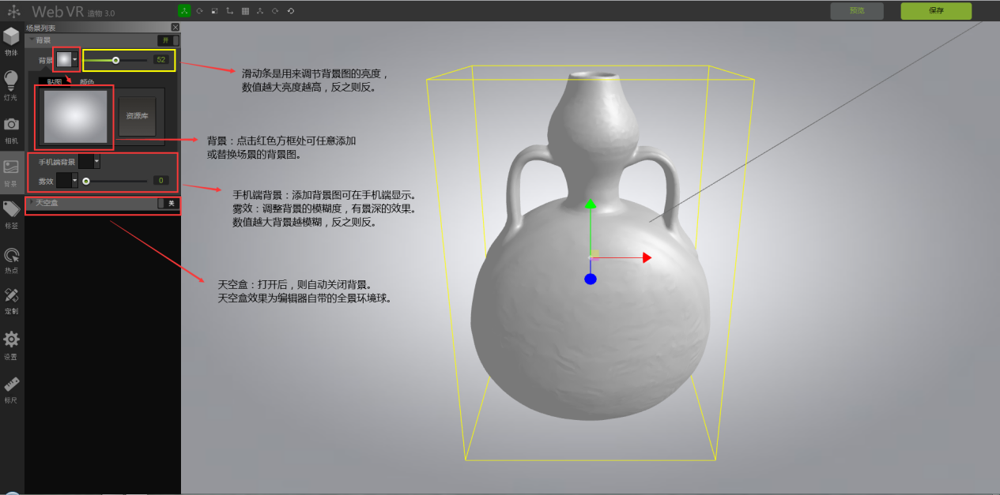 Web VR 造物 3.0
预览
保存
场景列表
背景
开
背景
52
贴图
颜色
资源库
手机端背景
雾效
0
天空盒
关
物体
灯光
相机
背景
标签
热点
定制
设置
标尺
滑动条是用来调节背景图的亮度，
数值越大亮度越高，反之则反。
背景：点击红色方框处可任意添加
或替换场景的背景图。
手机端背景：添加背景图可在手机端显示。
雾效：调整背景的模糊度，有景深的效果。
数值越大背景越模糊，反之则反。
天空盒：打开后，则自动关闭背景。
天空盒效果为编辑器自带的全景环境球。